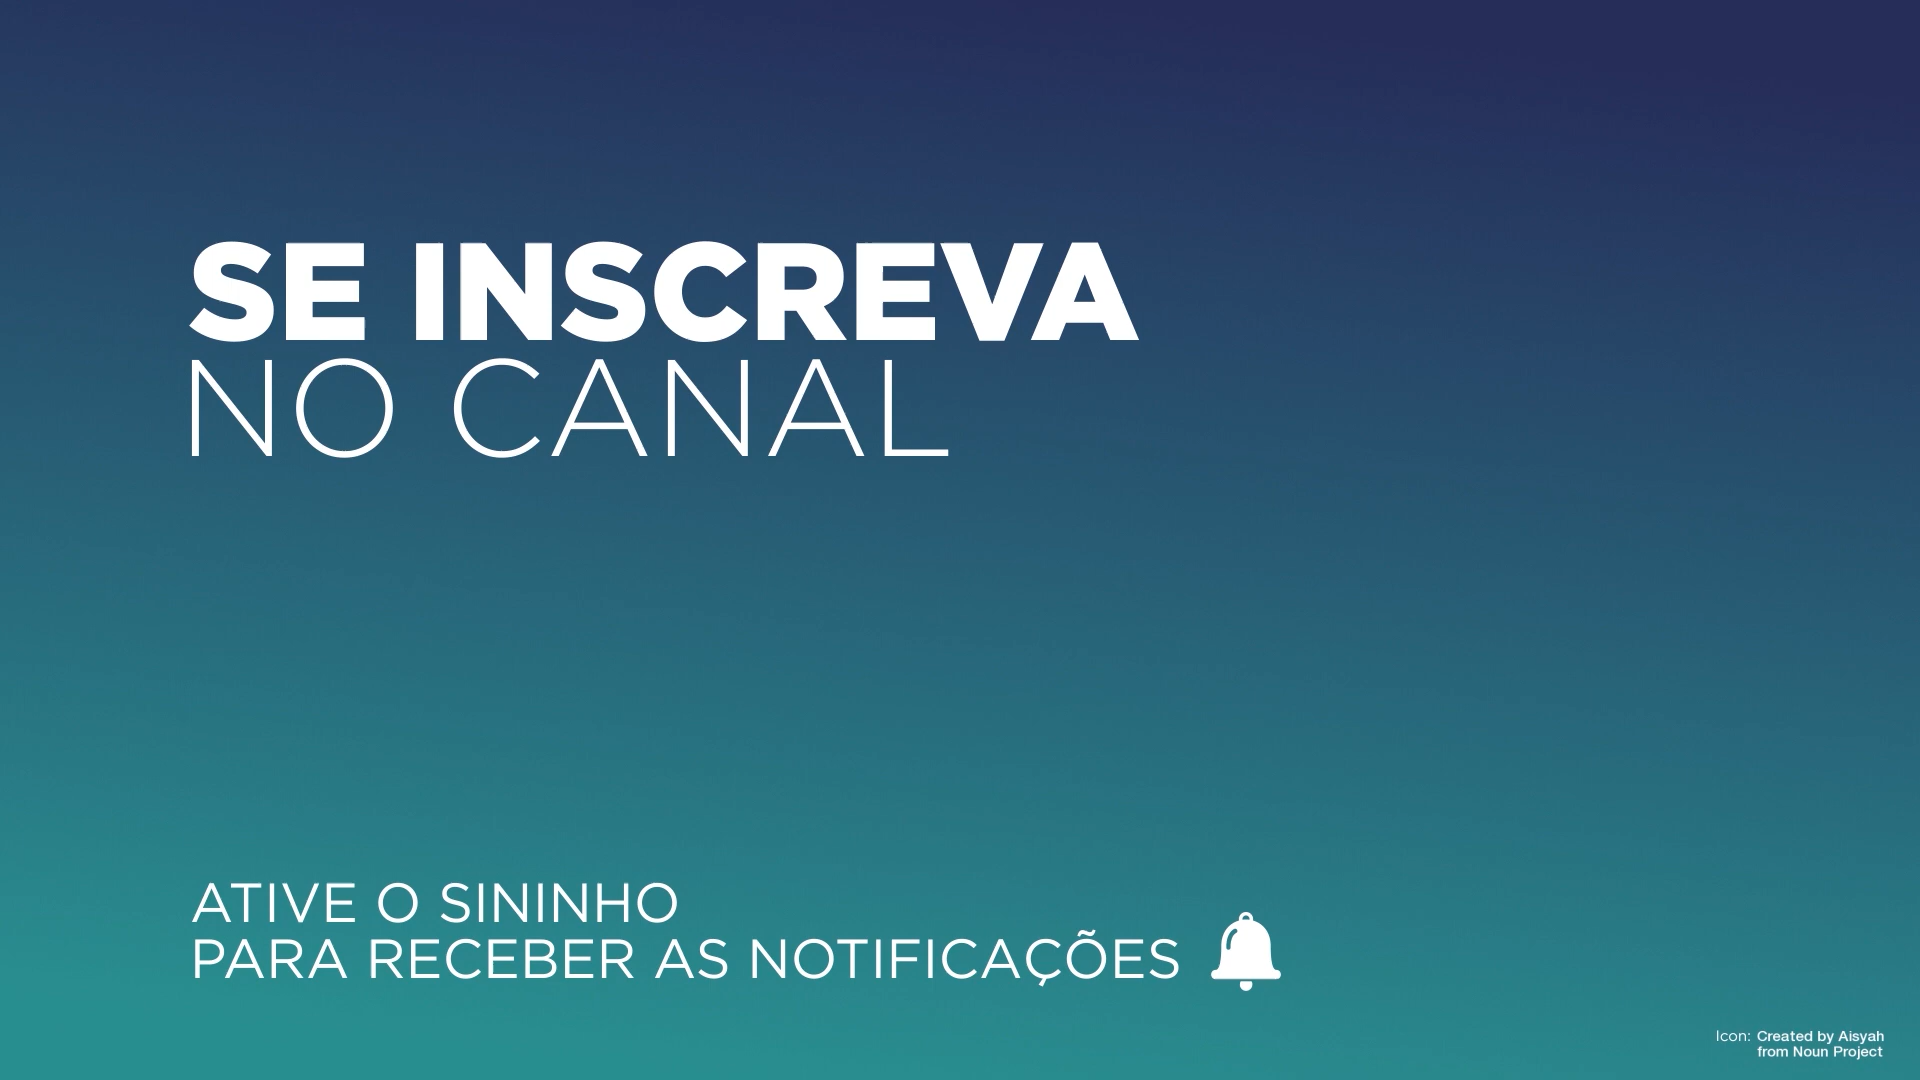 SE INSCREVA
NO CANAL
ATIVE O SININHO
PARA RECEBER AS NOTIFICAÇÕES
Icon: Created by Aisyah
from Noun Project